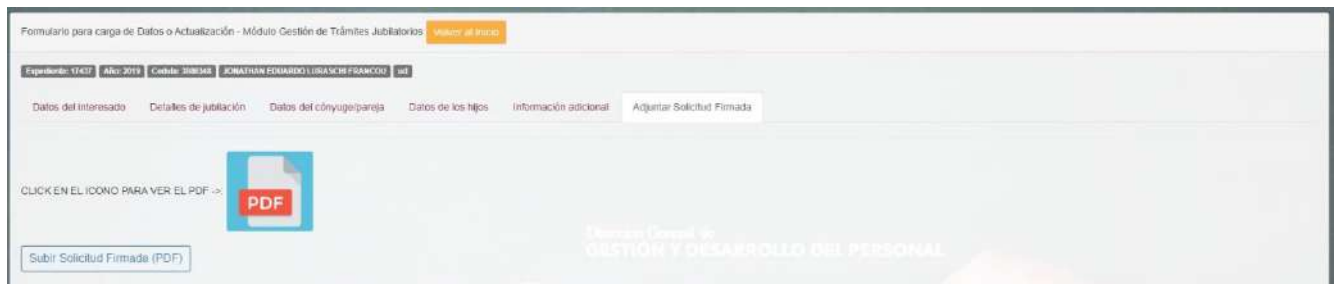 Formulario para carga de Datos o Actualización - Módulo Gestión de Trámites Jubilatorios Volver al Inicio
Expediente: 17437 Año: 2019 Cedula: JONATHAN EDUARDO LURASCHI FRANCOU
Datos del interesado Detalles de jubilación Datos del cónyuge/pareja Datos de los hijos Información adicional Adjuntar Solicitud Firmada
CLICK EN EL ICONO PARA VER EL PDF ->
PDF
Subir Solicitud Firmada (PDF)
Dirección General de
GESTIÓN Y DESARROLLO DEL PERSONAL